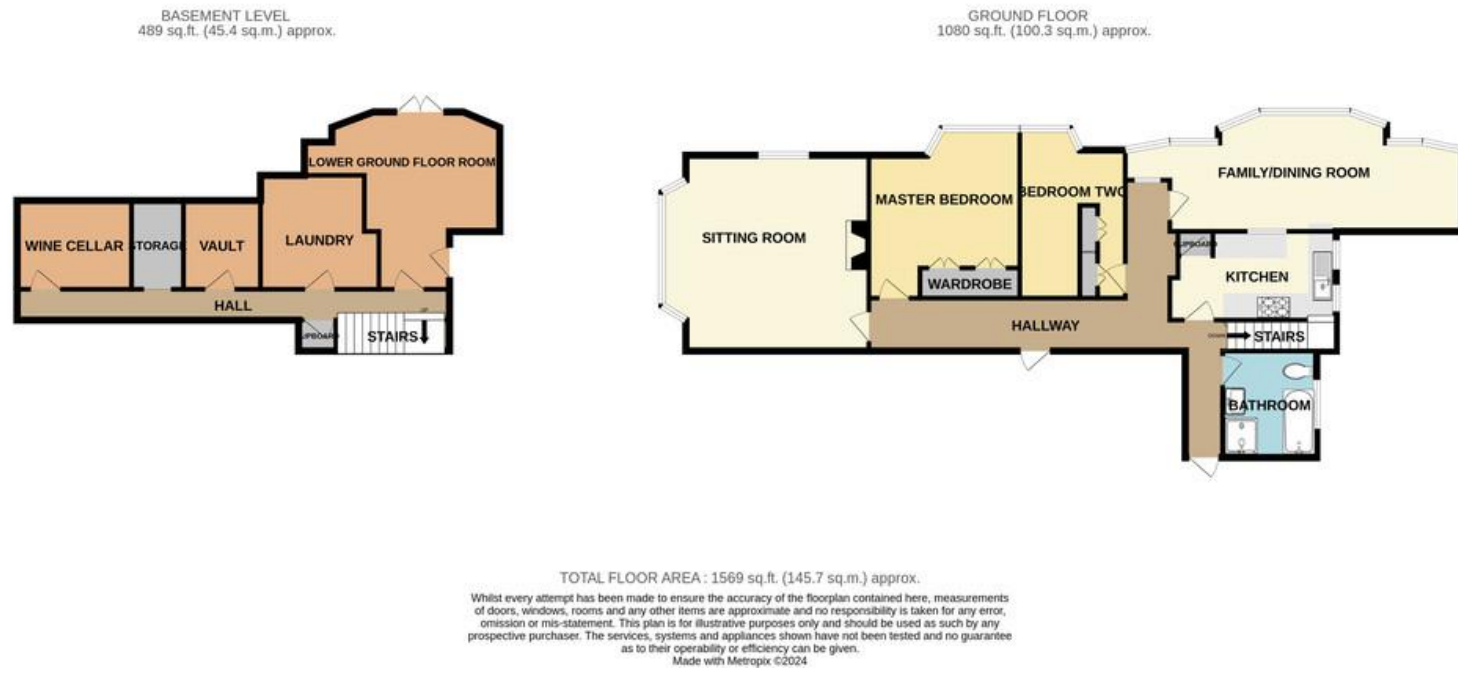 BASEMENT LEVEL
489 sq.ft. (45.4 sq.m.) approx.
LOWER GROUND FLOOR ROOM
WINE CELLAR
STORAGE
VAULT
LAUNDRY
HALL
UP
STAIRS
GROUND FLOOR
1080 sq.ft. (100.3 sq.m.) approx.
SITTING ROOM
MASTER BEDROOM
BEDROOM TWO
FAMILY/DINING ROOM
WARDROBE
KITCHEN
HALLWAY
DOWN
STAIRS
BATHROOM
TOTAL FLOOR AREA : 1569 sq.ft. (145.7 sq.m.) approx.
Whilst every attempt has been made to ensure the accuracy of the floorplan contained here, measurements
of doors, windows, rooms and any other items are approximate and no responsibility is taken for any error,
omission or mis-statement. This plan is for illustrative purposes only and should be used as such by any
prospective purchaser. The services, systems and appliances shown have not been tested and no guarantee
as to their operability or efficiency can be given.
Made with Metropix ©2024